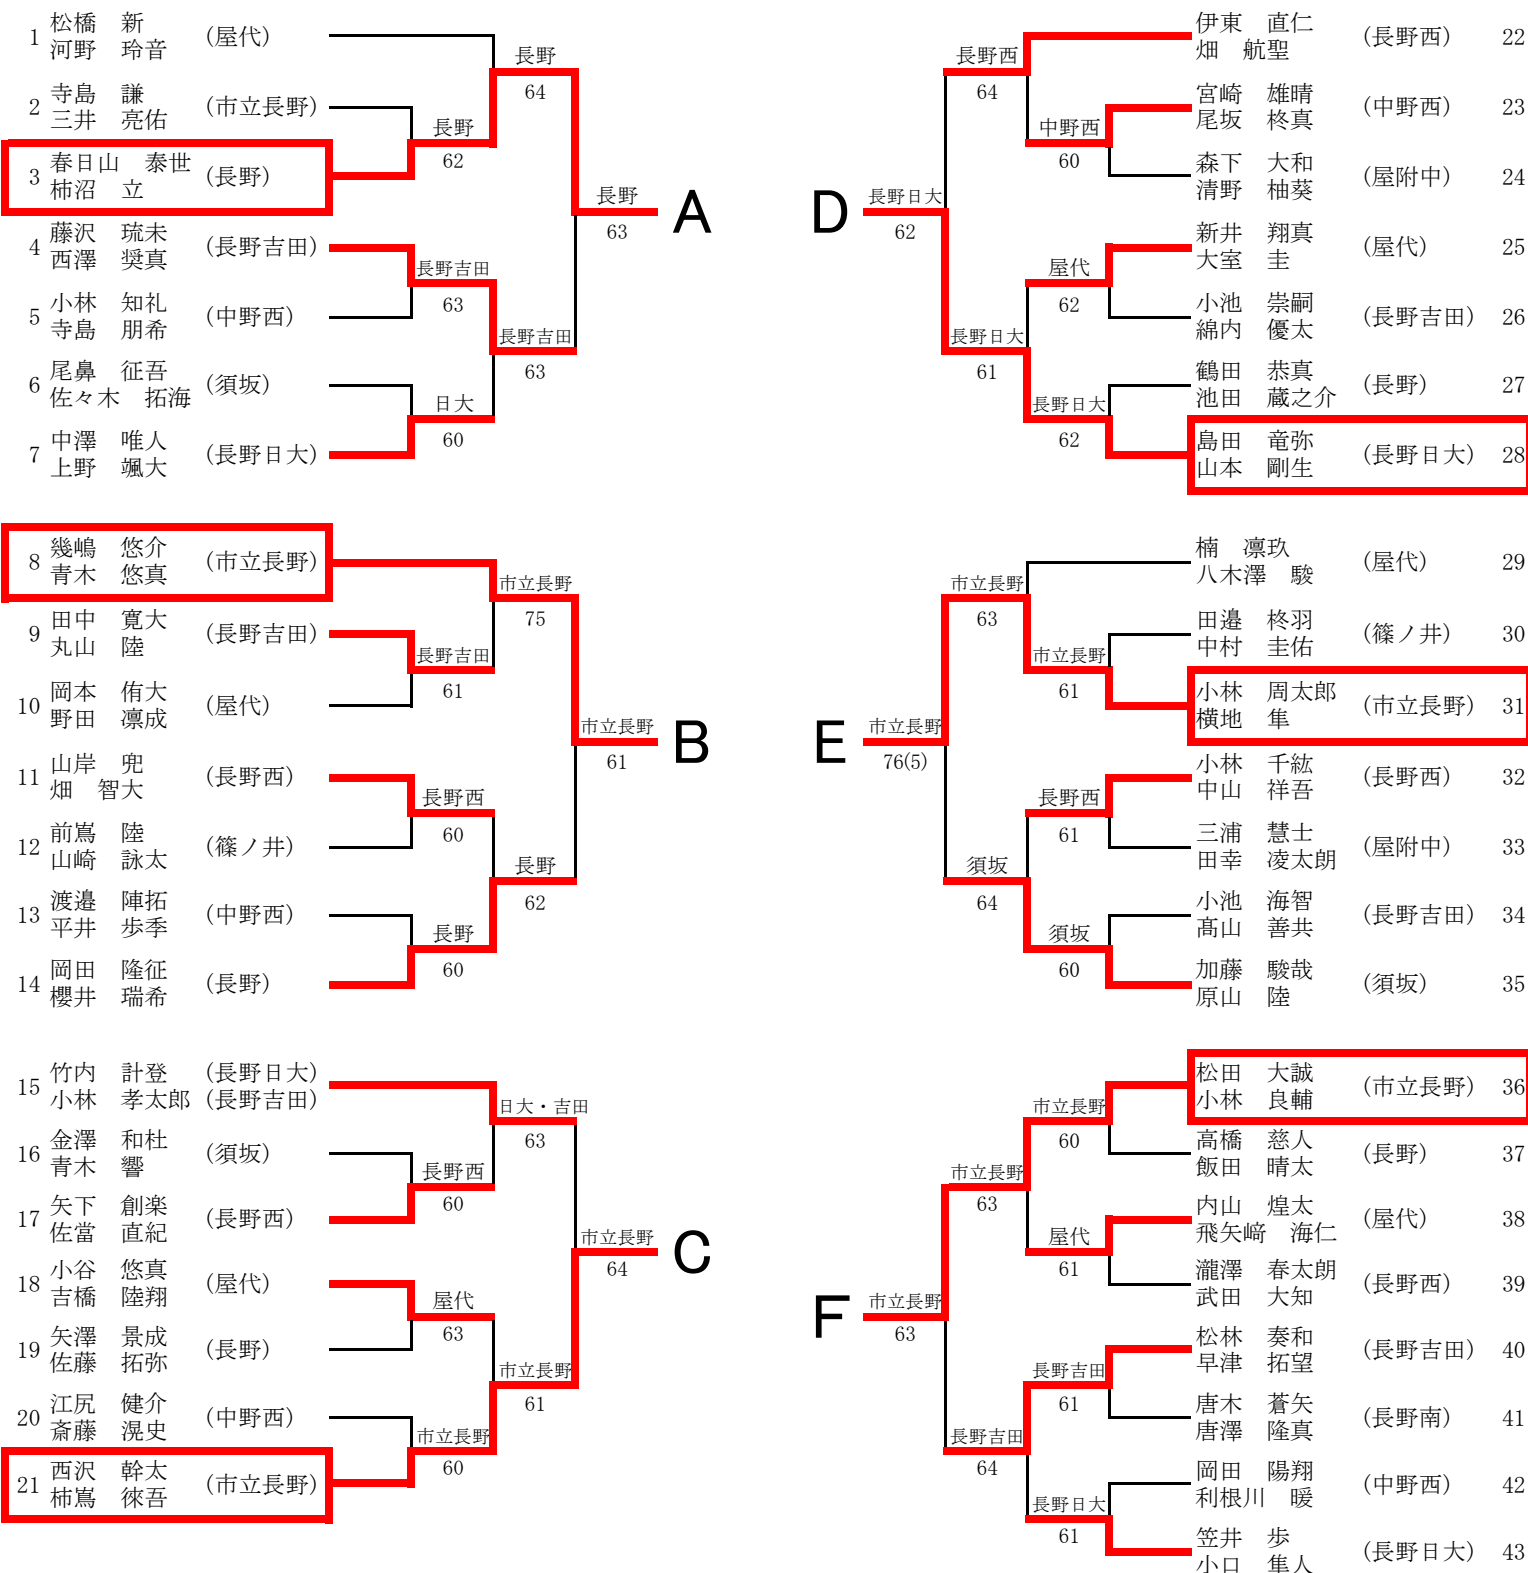 1 松橋　新 (屋代)
河野　玲音
長野
64
2 寺島　謙 (市立長野)
三井　亮佑
長野
62
3 春日山　泰世 (長野)
柿沼　立
長野
63
A
4 藤沢　琉未 (長野吉田)
西澤　奨真
長野吉田
63
5 小林　知礼 (中野西)
寺島　朋希
長野吉田
63
6 尾鼻　征吾 (須坂)
佐々木　拓海
日大
60
7 中澤　唯人 (長野日大)
上野　颯大
8 幾嶋　悠介 (市立長野)
青木　悠真
市立長野
75
9 田中　寛大 (長野吉田)
丸山　陸
長野吉田
61
10 岡本　侑大 (屋代)
野田　凛成
市立長野
61
B
11 山岸　兜 (長野西)
畑　智大
長野西
60
12 前嶌　陸 (篠ノ井)
山崎　詠太
長野
62
13 渡邉　陣拓 (中野西)
平井　歩季
長野
60
14 岡田　隆征 (長野)
櫻井　瑞希
15 竹内　計登 (長野日大)
小林　孝太郎 (長野吉田)
日大・吉田
63
16 金澤　和杜 (須坂)
青木　響
長野西
60
17 矢下　創楽 (長野西)
佐當　直紀
市立長野
64
C
18 小谷　悠真 (屋代)
吉橋　陸翔
屋代
63
19 矢澤　景成 (長野)
佐藤　拓弥
市立長野
61
20 江尻　健介 (中野西)
斎藤　滉史
市立長野
60
21 西沢　幹太 (市立長野)
柿嶌　徠吾
伊東　直仁 (長野西) 22
畑　航聖
長野西
64
宮崎　雄晴 (中野西) 23
尾坂　柊真
中野西
60
森下　大和 (屋附中) 24
清野　柚葵
D
長野日大
62
新井　翔真 (屋代) 25
大室　圭
屋代
62
小池　崇嗣 (長野吉田) 26
綿内　優太
長野日大
61
鶴田　恭真 (長野) 27
池田　蔵之介
長野日大
62
島田　竜弥 (長野日大) 28
山本　剛生
楠　凛玖 (屋代) 29
八木澤　駿
市立長野
63
田邉　柊羽 (篠ノ井) 30
中村　圭佑
市立長野
61
小林　周太郎 (市立長野) 31
横地　隼
E
市立長野
76(5)
小林　千紘 (長野西) 32
中山　祥吾
長野西
61
三浦　慧士 (屋附中) 33
田幸　凌太朗
須坂
64
小池　海智 (長野吉田) 34
髙山　善共
須坂
60
加藤　駿哉 (須坂) 35
原山　陸
松田　大誠 (市立長野) 36
小林　良輔
市立長野
60
高橋　慈人 (長野) 37
飯田　晴太
市立長野
63
内山　煌太 (屋代) 38
飛矢﨑　海仁
屋代
61
瀧澤　春太朗 (長野西) 39
武田　大知
F
市立長野
63
松林　奏和 (長野吉田) 40
早津　拓望
長野吉田
61
唐木　蒼矢 (長野南) 41
唐澤　隆真
長野吉田
64
岡田　陽翔 (中野西) 42
利根川　暖
長野日大
61
笠井　歩 (長野日大) 43
小口　隼人